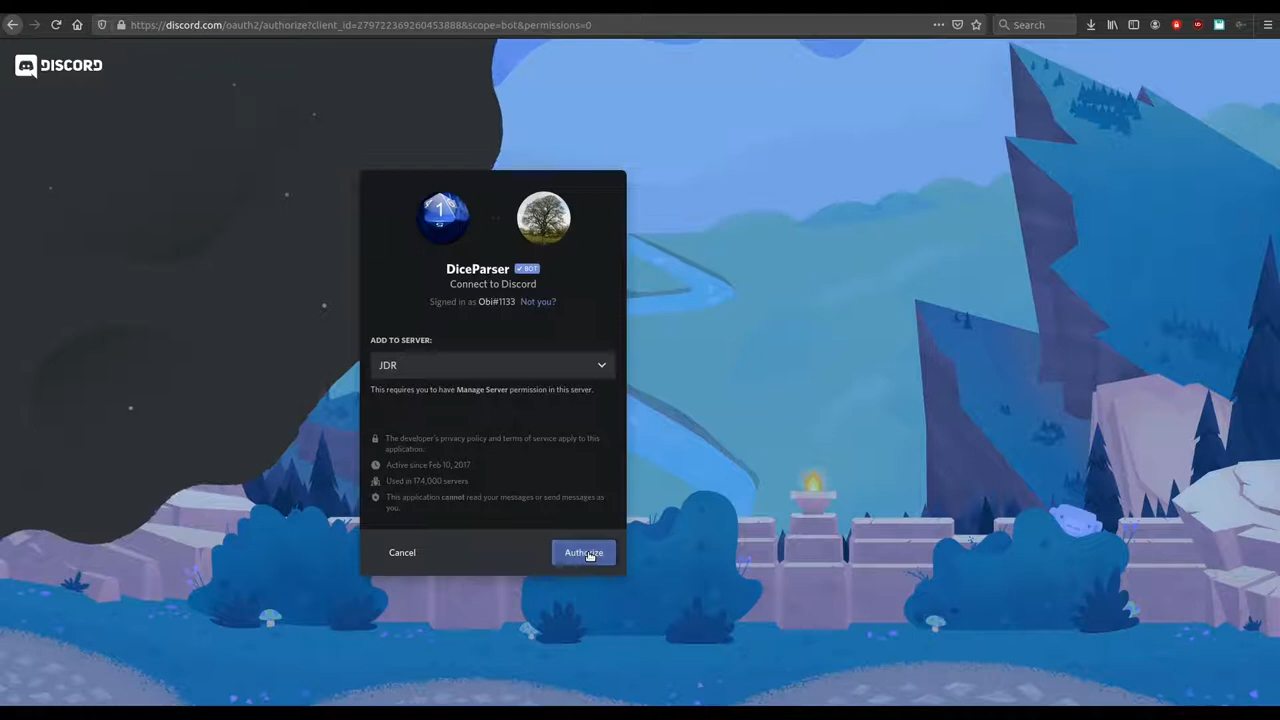 https://discord.com/oauth2/authorize?client_id=279722369260453888&scope=bot&permissions=0
Search
DISCORD
1
DiceParser BOT
Connect to Discord
Signed in as Obi#1133 Not you?
ADD TO SERVER:
JDR
This requires you to have Manage Server permission in this server.
The developer's privacy policy and terms of service apply to this
application.
Active since Feb 10, 2017
Used in 174,000 servers
This application cannot read your messages or send messages as
you.
Cancel
Authorize